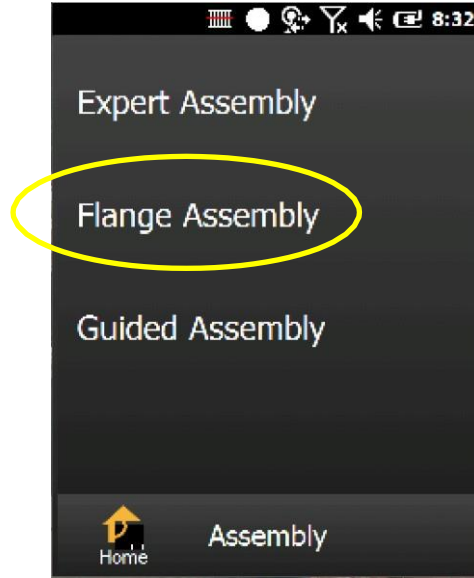 8:32
Expert Assembly
Flange Assembly
Guided Assembly
Home
Assembly